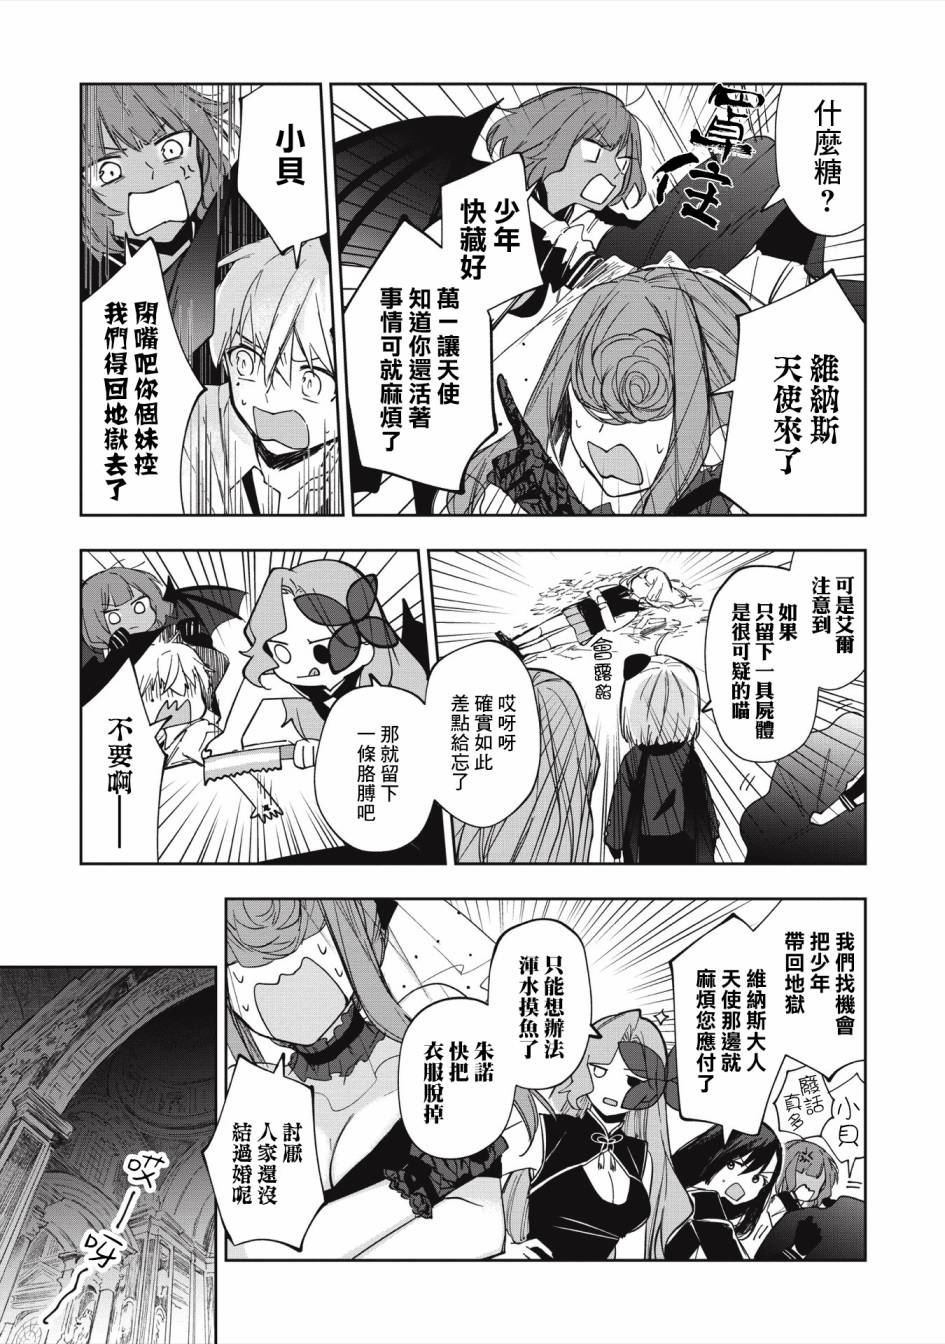 什麼糖？
罩住
維納斯
天使來了
少年
快藏好
萬一讓天使
知道你還活著
事情可就麻煩了
小貝
閉嘴吧你個妹控
我們得回地獄去了
可是艾爾
注意到
如果
只留下一具屍體
是很可疑的喵
會露餡
哎呀呀
確實如此
差點給忘了
那就留下
一條胳膊吧
不要啊——
我們找機會
把少年
帶回地獄
維納斯大人
天使那邊就
麻煩您應付了
小貝
廢話
真多
只能想辦法
渾水摸魚了
朱諾
快把
衣服脫掉
討厭
人家還沒
結過婚呢